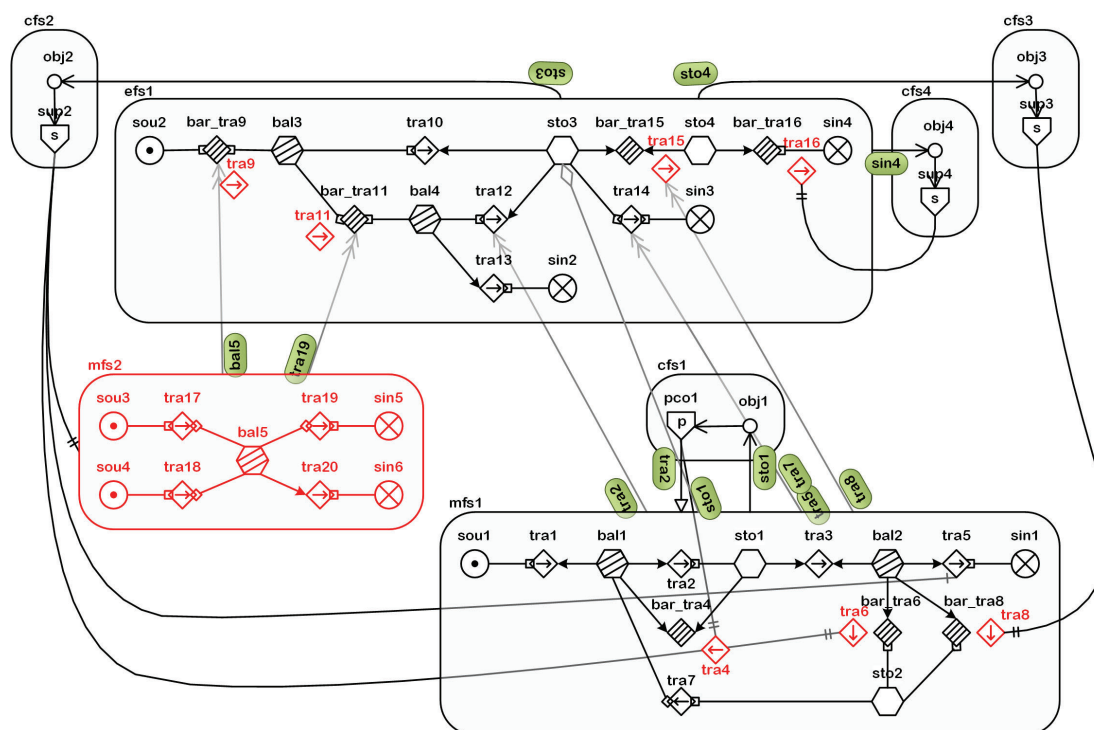 cfs2
obj2
sup2
s
cfs3
obj3
sup3
s
sto3
sto4
efs1
sou2
bar_tra9
bal3
tra10
sto3
bar_tra15
sto4
bar_tra16
sin4
tra9
tra15
tra16
bar_tra11
bal4
tra12
tra14
sin3
tra11
tra13
sin2
cfs4
obj4
sup4
s
sin4
bal5
tra19
mfs2
sou3
tra17
tra19
sin5
bal5
sou4
tra18
tra20
sin6
cfs1
pco1
obj1
p
tra2
tra2
sto1
sto1
tra7
tra5
tra8
mfs1
sou1
tra1
bal1
sto1
tra3
bal2
tra5
sin1
tra2
bar_tra4
tra6
bar_tra6
bar_tra8
tra8
tra4
tra7
sto2